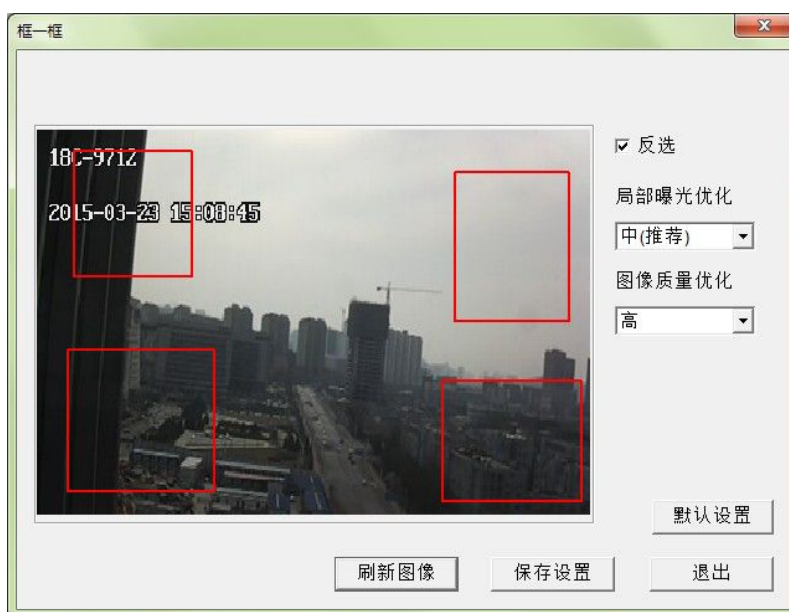 框一框
18C-971Z
2015-03-23 15:08:45
反选
局部曝光优化
中(推荐)
图像质量优化
高
默认设置
刷新图像
保存设置
退出